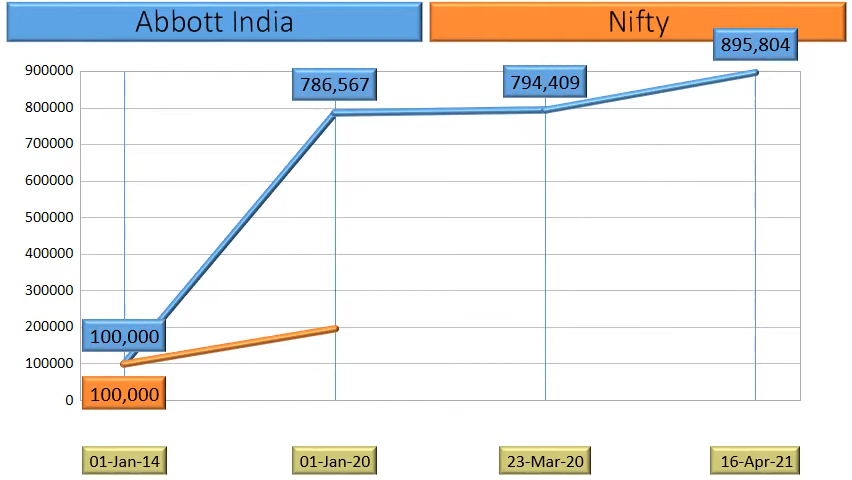 Abbott India
Nifty
895,804
900000
786,567
794,409
800000
700000
600000
500000
400000
300000
200000
100,000
100000
100,000
0
01-Jan-14
01-Jan-20
23-Mar-20
16-Apr-21